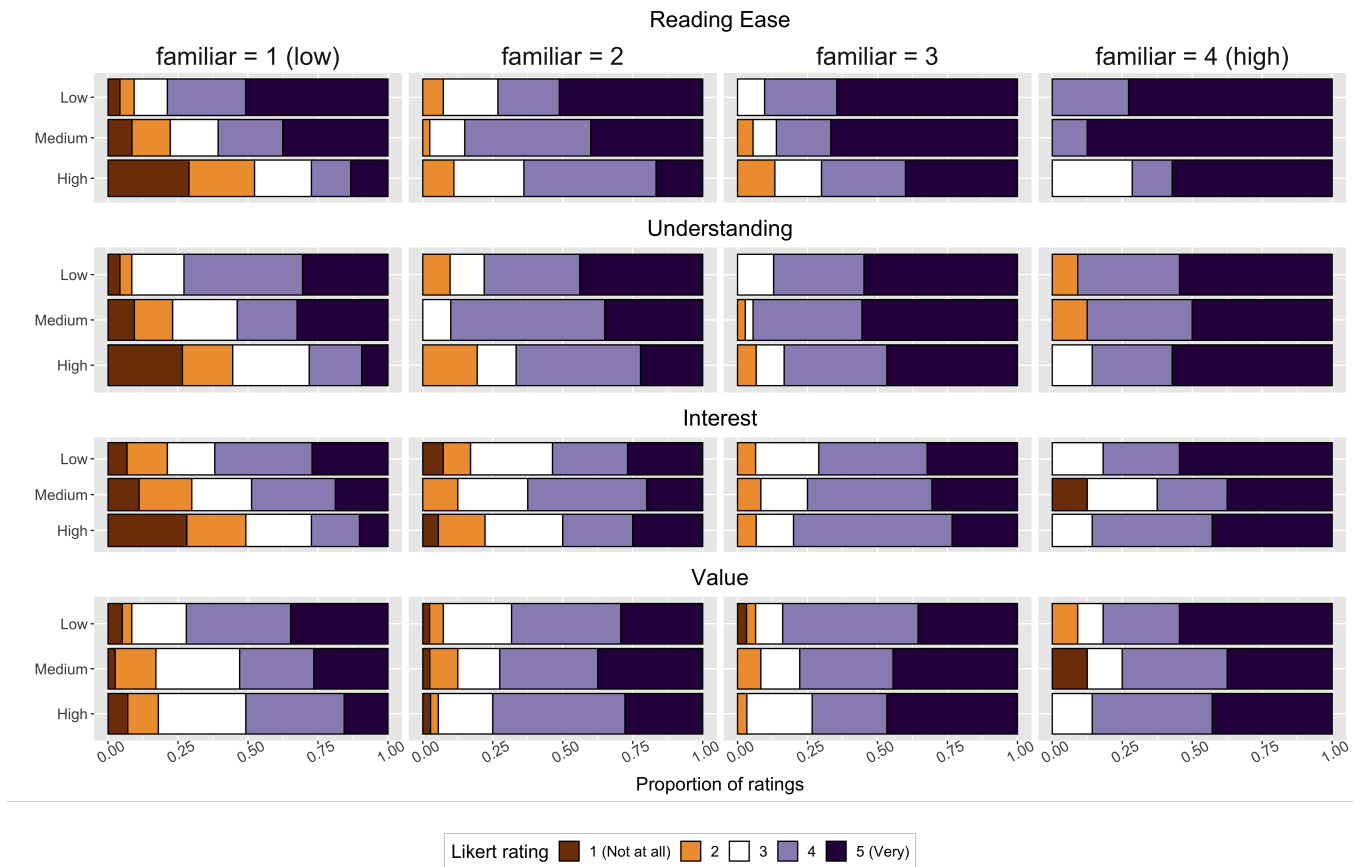 Reading Ease
familiar = 1 (low) familiar = 2 familiar = 3 familiar = 4 (high)
Low
Medium
High
Understanding
Low
Medium
High
Interest
Low
Medium
High
Value
Low
Medium
High
0.00 0.25 0.50 0.75 1.00 0.00 0.25 0.50 0.75 1.00 0.00 0.25 0.50 0.75 1.00 0.00 0.25 0.50 0.75 1.00
Proportion of ratings
Likert rating 1 (Not at all) 2 3 4 5 (Very)